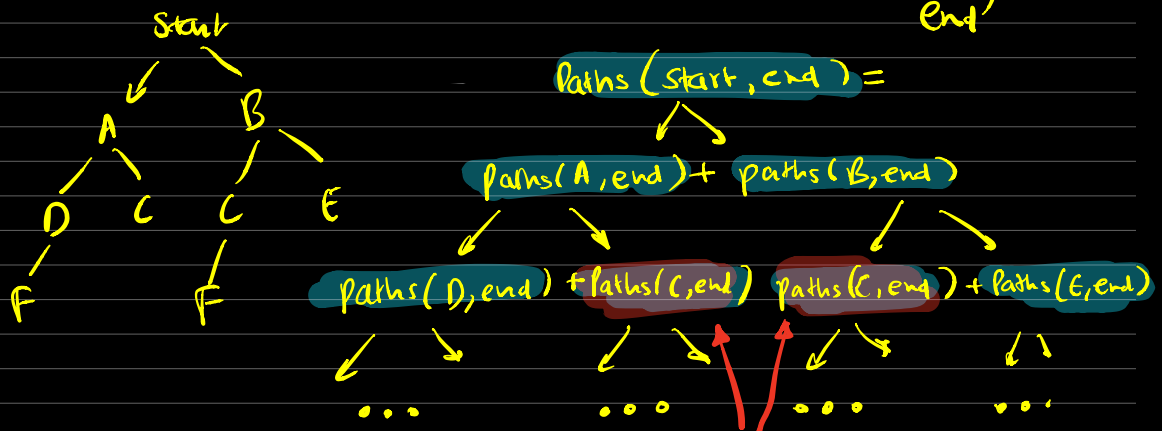 Start
end'
Paths(Start, end) =
A
B
paths(A, end) + paths(B, end)
D C C E
F F
paths(D, end) + Paths(C, end) paths(C, end) + Paths(E, end)
... ... ... ...